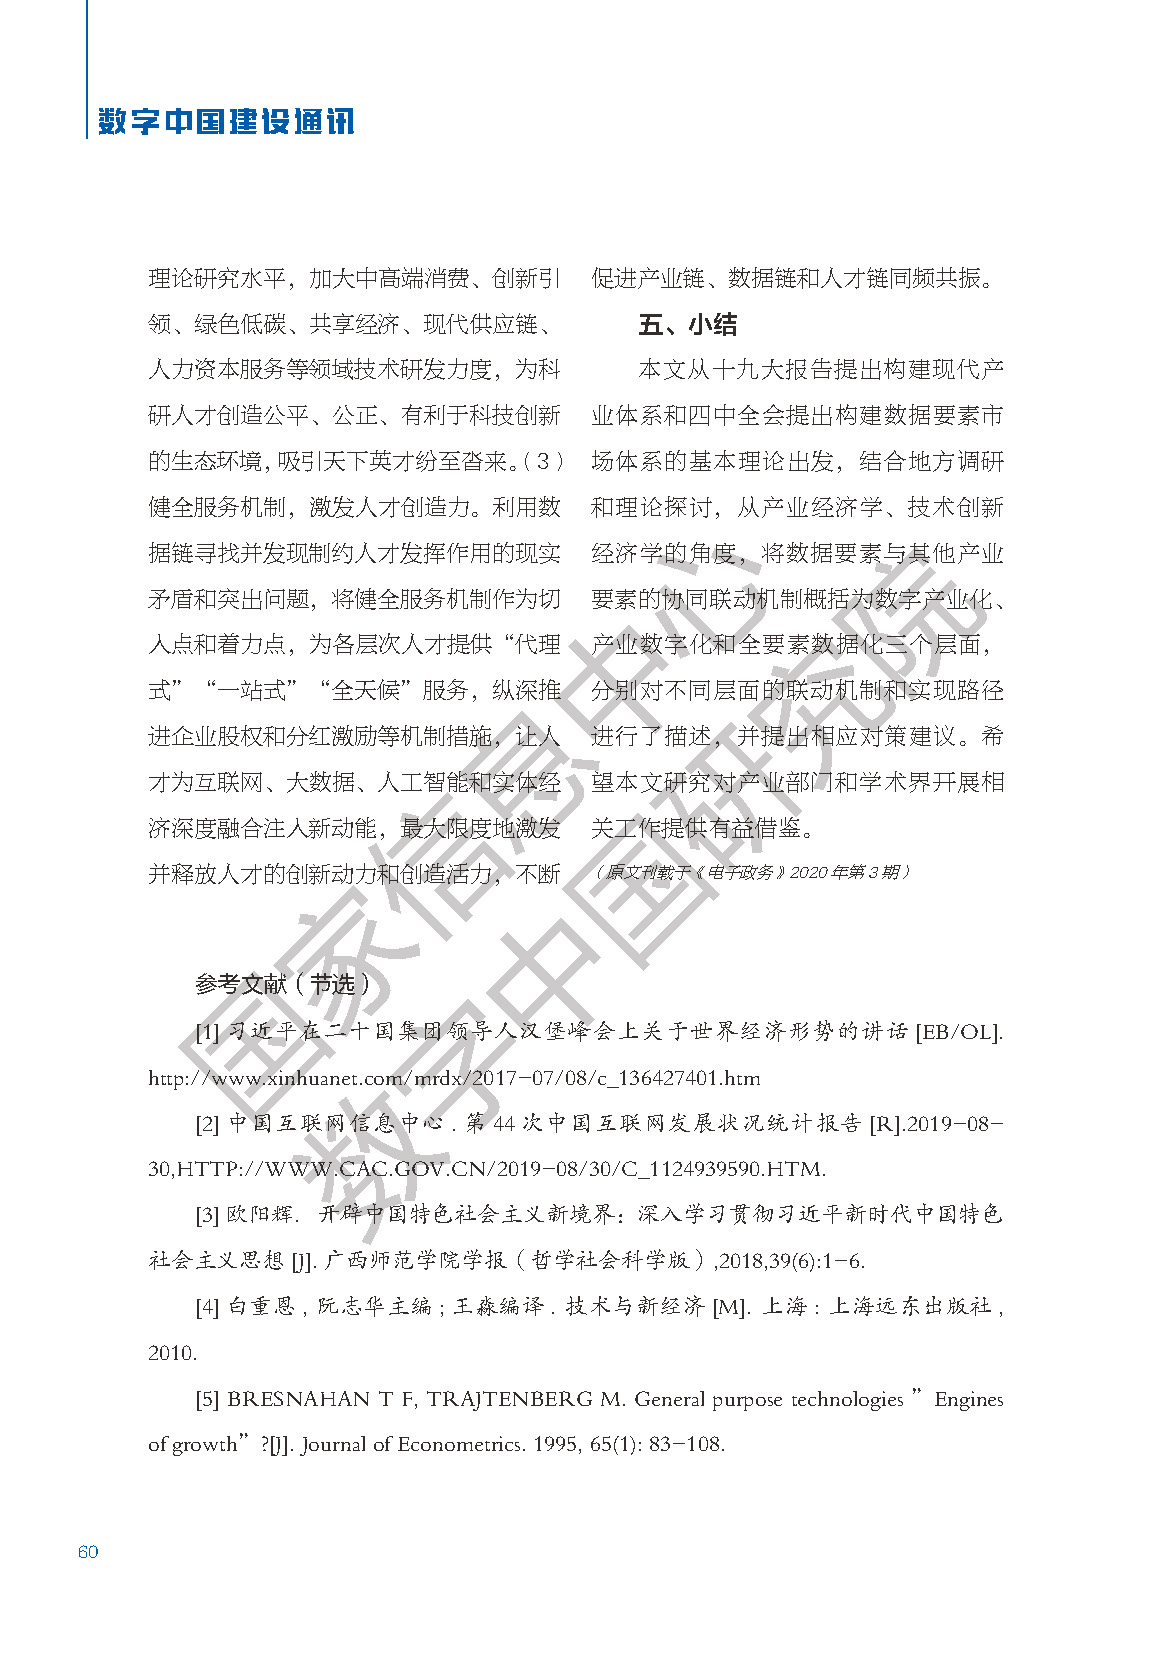 数字中国建设通讯
理论研究水平，加大中高端消费、创新引
领、绿色低碳、共享经济、现代供应链、
人力资本服务等领域技术研发力度，为科
研人才创造公平、公正、有利于科技创新
的生态环境，吸引天下英才纷至沓来。（3）
健全服务机制，激发人才创造力。利用数
据链寻找并发现制约人才发挥作用的现实
矛盾和突出问题，将健全服务机制作为切
入点和着力点，为各层次人才提供“代理
式”“一站式”“全天候”服务，纵深推
进企业股权和分红激励等机制措施，让人
才为互联网、大数据、人工智能和实体经
济深度融合注入新动能，最大限度地激发
并释放人才的创新动力和创造活力，不断
促进产业链、数据链和人才链同频共振。
五、小结
本文从十九大报告提出构建现代产
业体系和四中全会提出构建数据要素市
场体系的基本理论出发，结合地方调研
和理论探讨，从产业经济学、技术创新
经济学的角度，将数据要素与其他产业
要素的协同联动机制概括为数字产业化、
产业数字化和全要素数据化三个层面，
分别对不同层面的联动机制和实现路径
进行了描述，并提出相应对策建议。希
望本文研究对产业部门和学术界开展相
关工作提供有益借鉴。
（原文刊载于《电子政务》2020年第3期）
参考文献（节选）
[1] 习近平在二十国集团领导人汉堡峰会上关于世界经济形势的讲话 [EB/OL].
http://www.xinhuanet.com/mrdx/2017-07/08/c_136427401.htm
[2] 中国互联网信息中心 . 第 44 次中国互联网发展状况统计报告 [R].2019-08-
30,HTTP://WWW.CAC.GOV.CN/2019-08/30/C_1124939590.HTM.
[3] 欧阳辉. 开辟中国特色社会主义新境界：深入学习贯彻习近平新时代中国特色
社会主义思想 [J]. 广西师范学院学报（哲学社会科学版）,2018,39(6):1-6.
[4] 白重恩 , 阮志华主编 ; 王淼编译 . 技术与新经济 [M]. 上海 : 上海远东出版社 ,
2010.
[5] BRESNAHAN T F, TRAJTENBERG M. General purpose technologies ”Engines
of growth”?[J]. Journal of Econometrics. 1995, 65(1): 83-108.
60
国家信息中心
数字中国研究院